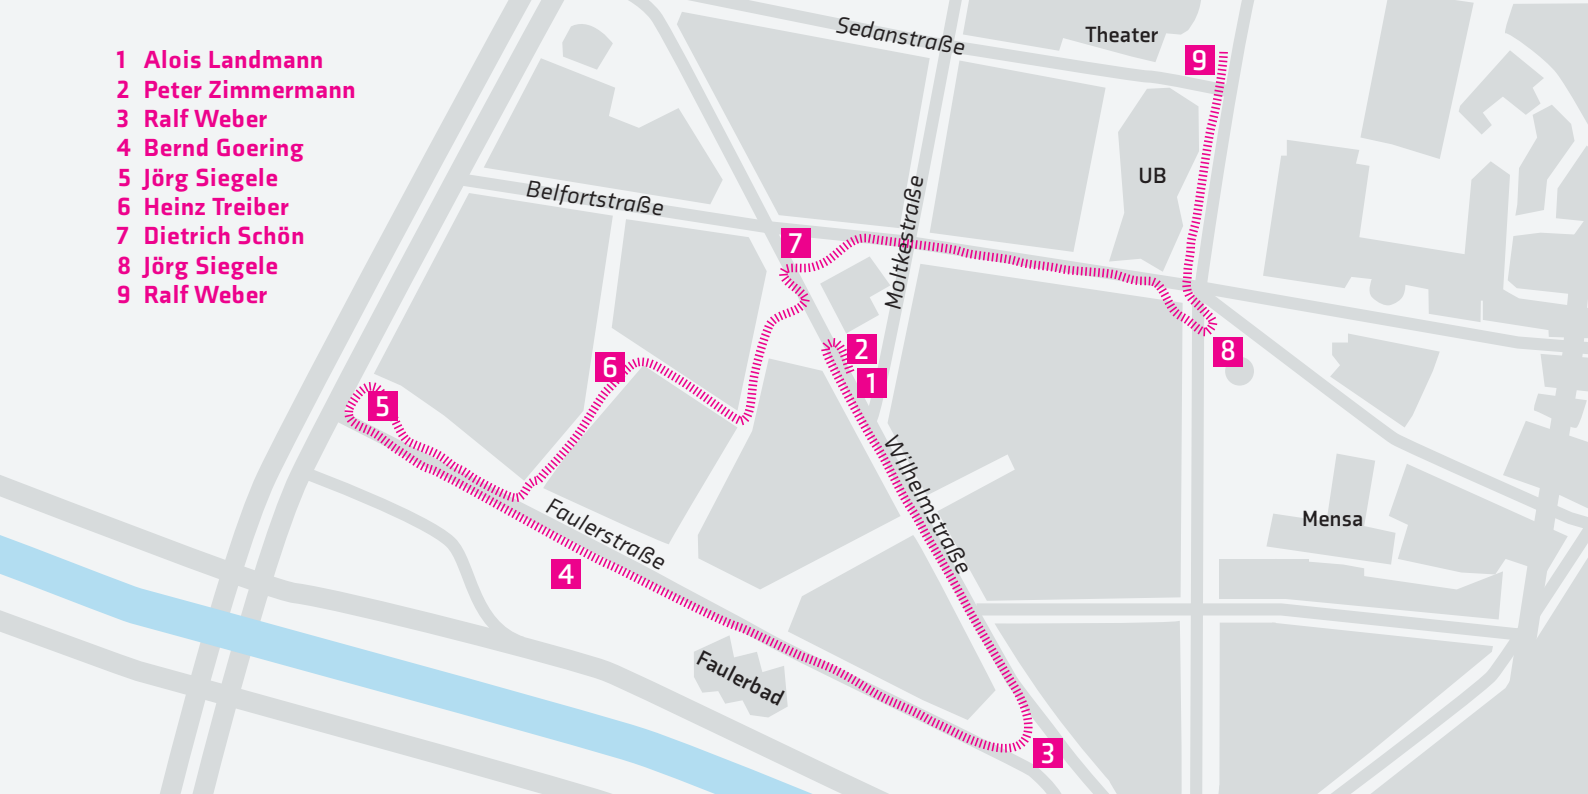 1 Alois Landmann
2 Peter Zimmermann
3 Ralf Weber
4 Bernd Goering
5 Jörg Siegele
6 Heinz Treiber
7 Dietrich Schön
8 Jörg Siegele
9 Ralf Weber
Sedanstraße
Theater
9
UB
Belfortstraße
Moltkestraße
7
2
1
8
6
5
Wilhelmstraße
Faulerstraße
Mensa
4
Faulerbad
3